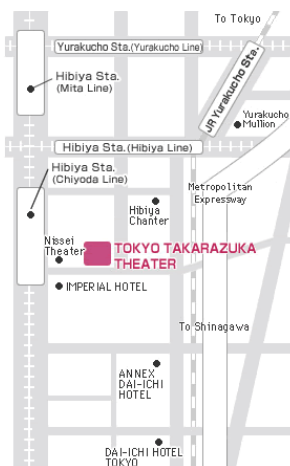 To Tokyo
Yurakucho Sta.(Yurakucho Line)
JR Yurakucho Sta.
Hibiya Sta.
(Mita Line)
Yurakucho
Mullion
Hibiya Sta. (Hibiya Line)
Hibiya Sta.
(Chiyoda Line)
Metropolitan
Expressway
Hibiya
Chanter
Nissei
Theater
TOKYO TAKARAZUKA
THEATER
IMPERIAL HOTEL
To Shinagawa
ANNEX
DAI-ICHI
HOTEL
DAI-ICHI HOTEL
TOKYO